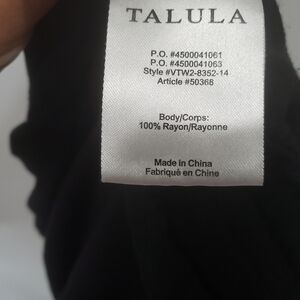 TALULA
P.O. #4500041061
P.O. #4500041063
Style #VTW2-8352-14
Article #50368
Body/Corps:
100% Rayon/Rayonne
Made in China
Fabriqué en Chine